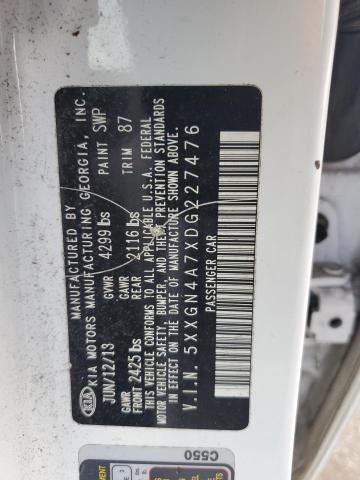 MANUFACTURED BY
KIA KIA MOTORS MANUFACTURING GEORGIA, INC.
JUN/12/13 GVWR 4299 lbs PAINT SWP
GAWR FRONT 2425 lbs GAWR REAR 2116 lbs TRIM 87
THIS VEHICLE CONFORMS TO ALL APPLICABLE U.S.A. FEDERAL
MOTOR VEHICLE SAFETY, BUMPER, AND THEFT PREVENTION STANDARDS
IN EFFECT ON THE DATE OF MANUFACTURE SHOWN ABOVE.
V.I.N. 5XXGN4A7XDG227476
PASSENGER CAR
C550